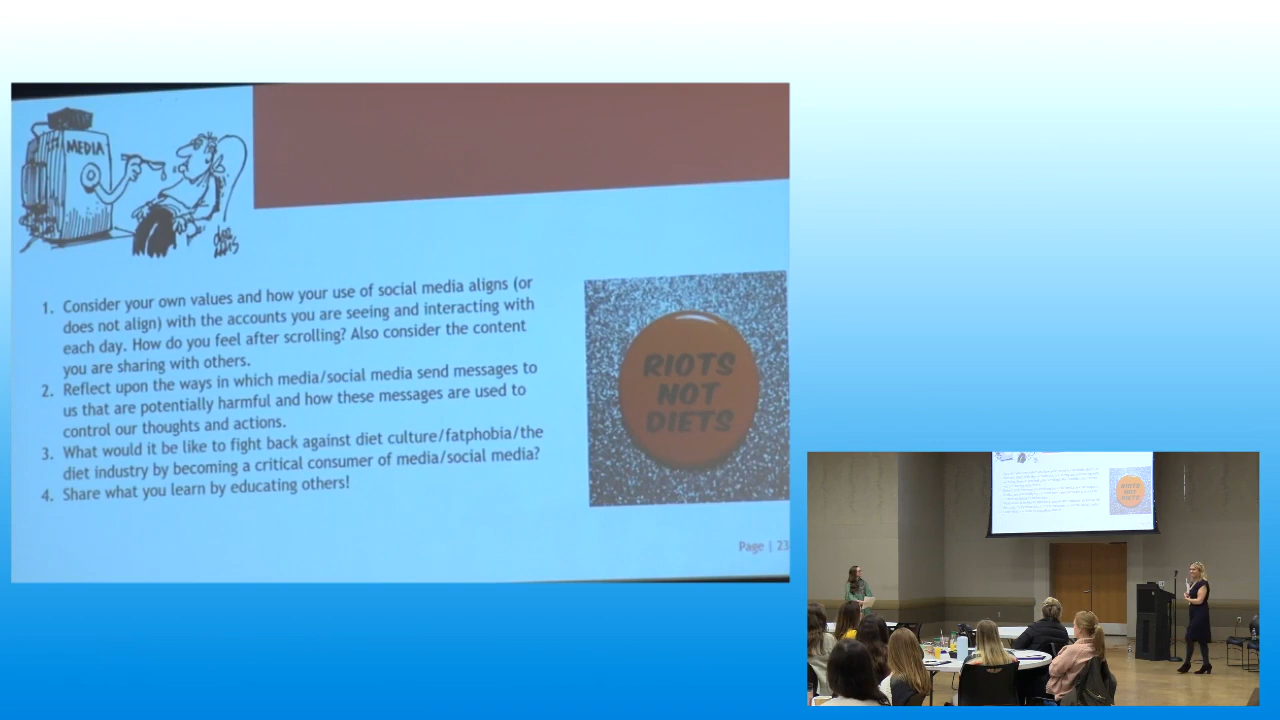 MEDIA
1. Consider your own values and how your use of social media aligns (or
does not align) with the accounts you are seeing and interacting with
each day. How do you feel after scrolling? Also consider the content
you are sharing with others.
2. Reflect upon the ways in which media/social media send messages to
us that are potentially harmful and how these messages are used to
control our thoughts and actions.
3. What would it be like to fight back against diet culture/fatphobia/the
diet industry by becoming a critical consumer of media/social media?
4. Share what you learn by educating others!
RIOTS
NOT
DIETS
Page | 23
RIOTS
NOT
DIETS